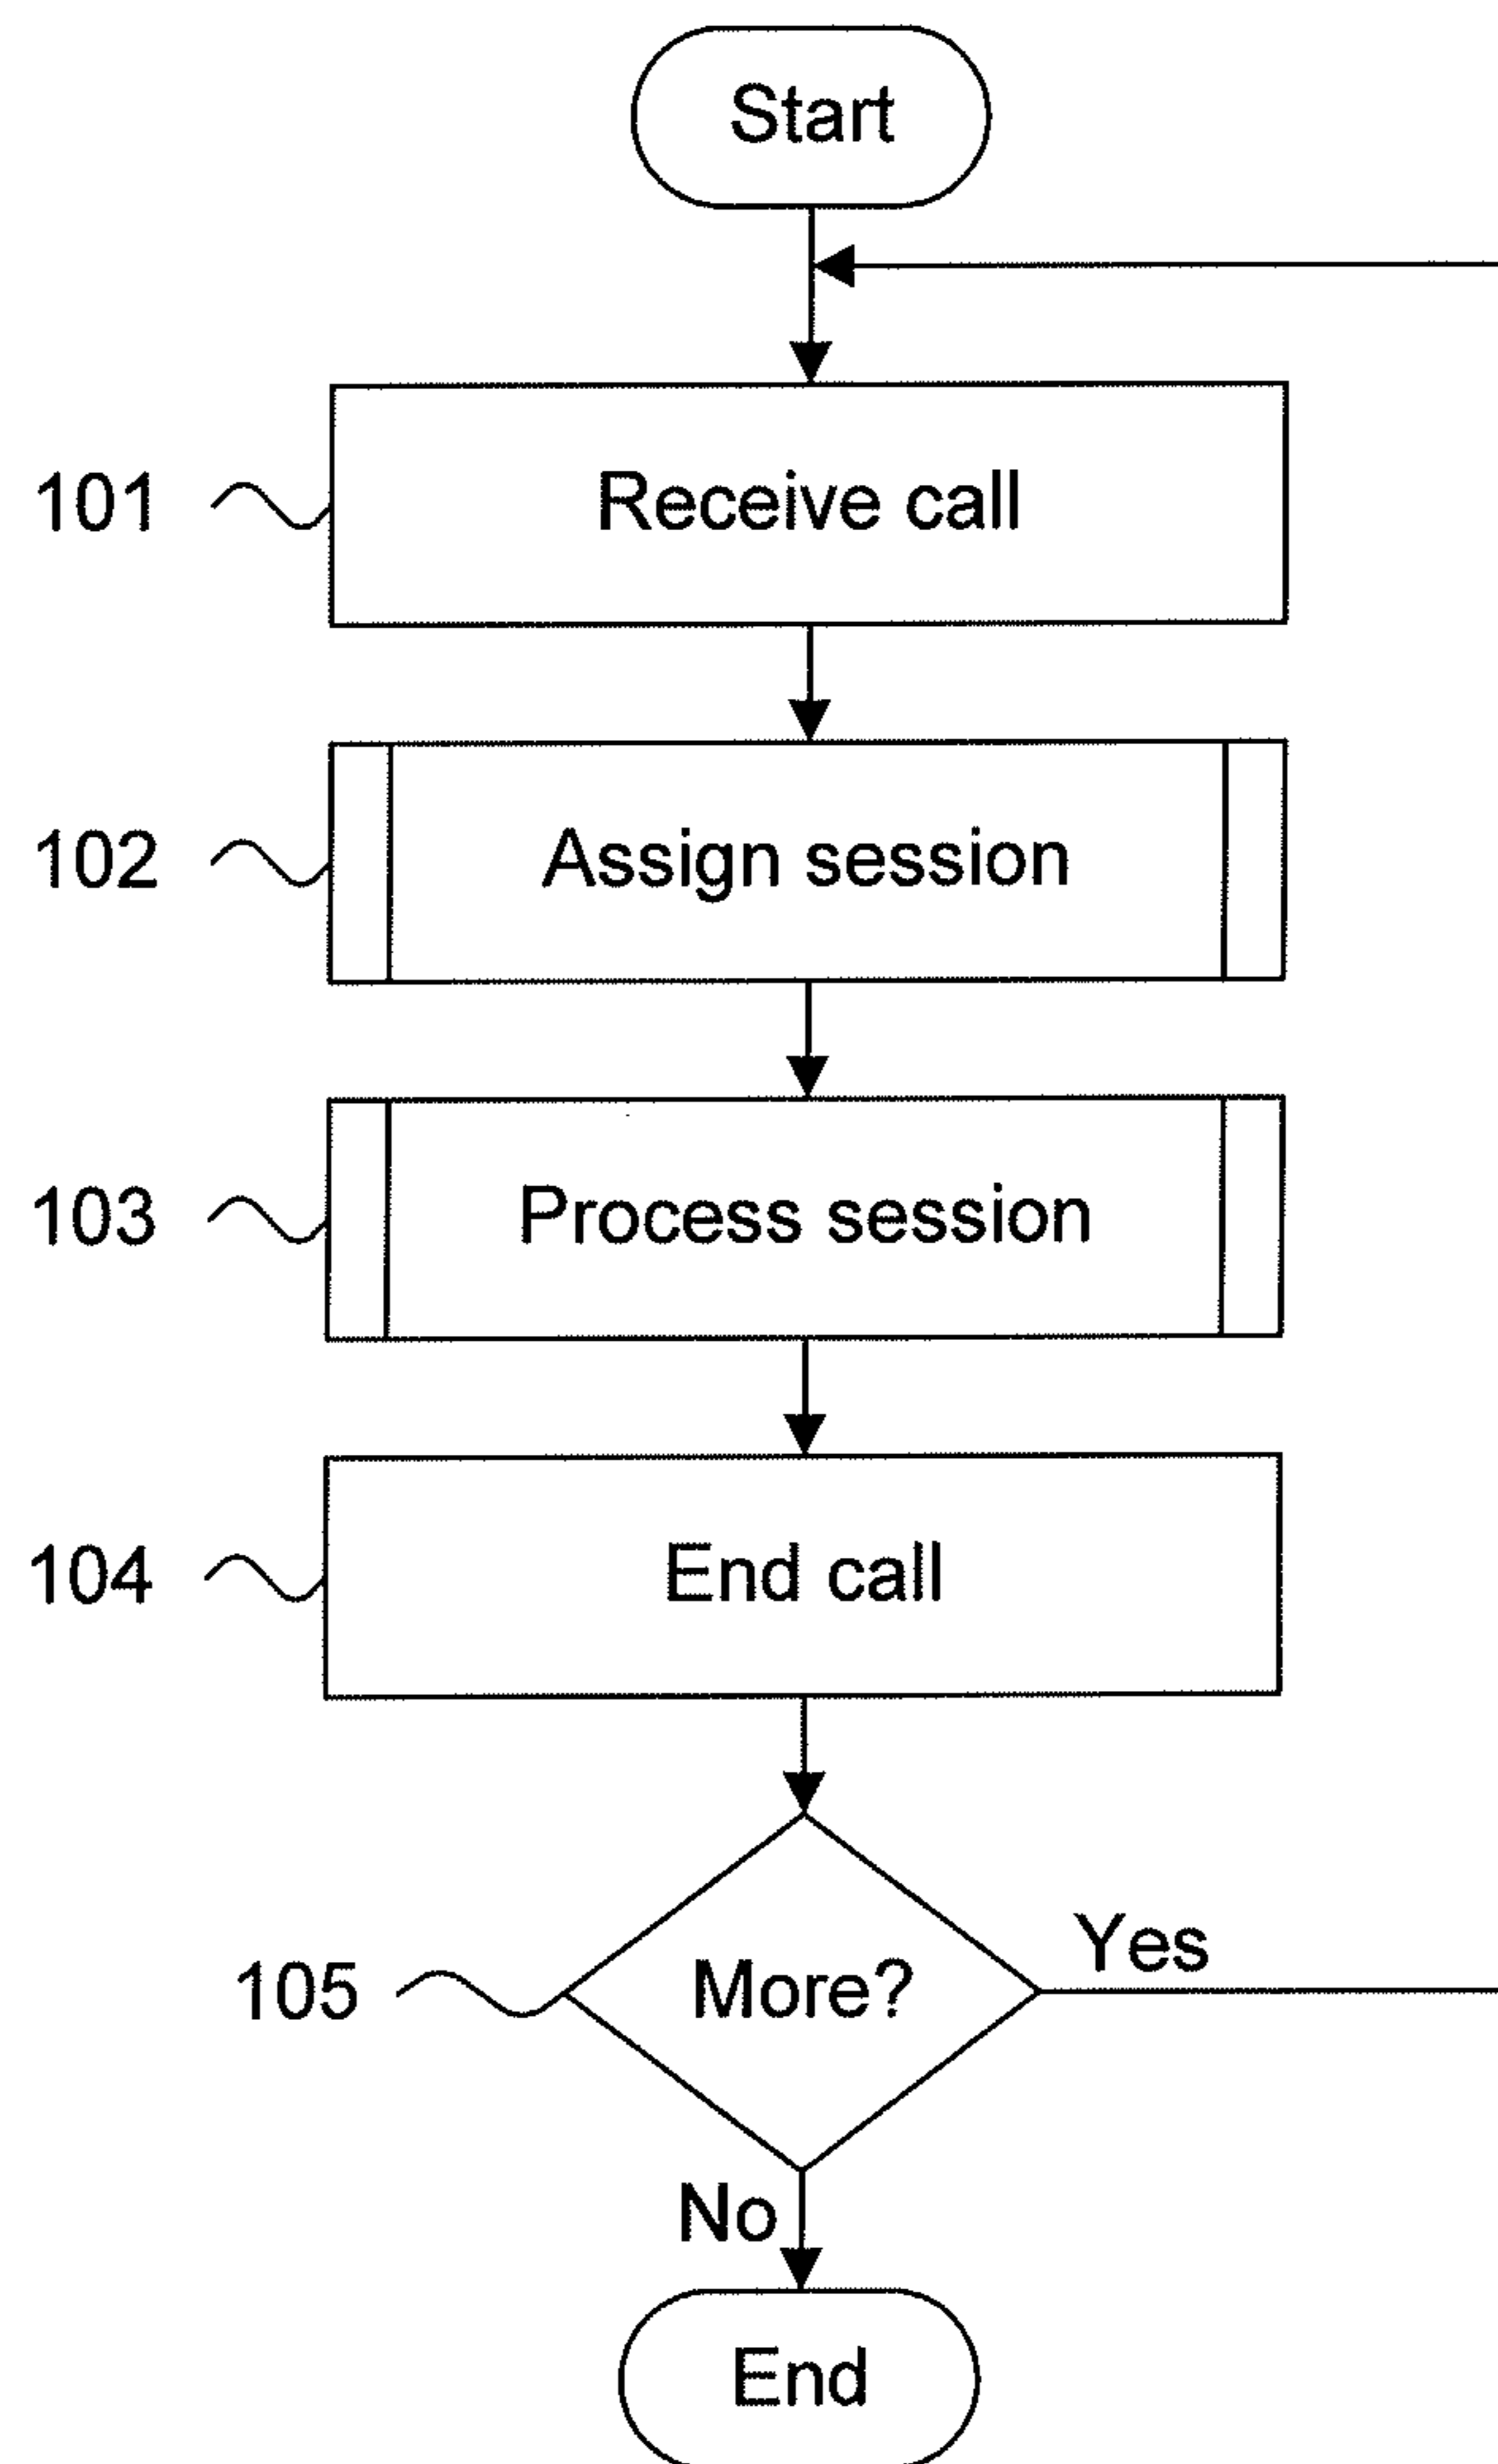 Start
101 Receive call
102 Assign session
103 Process session
104 End call
105 More? Yes
No
End